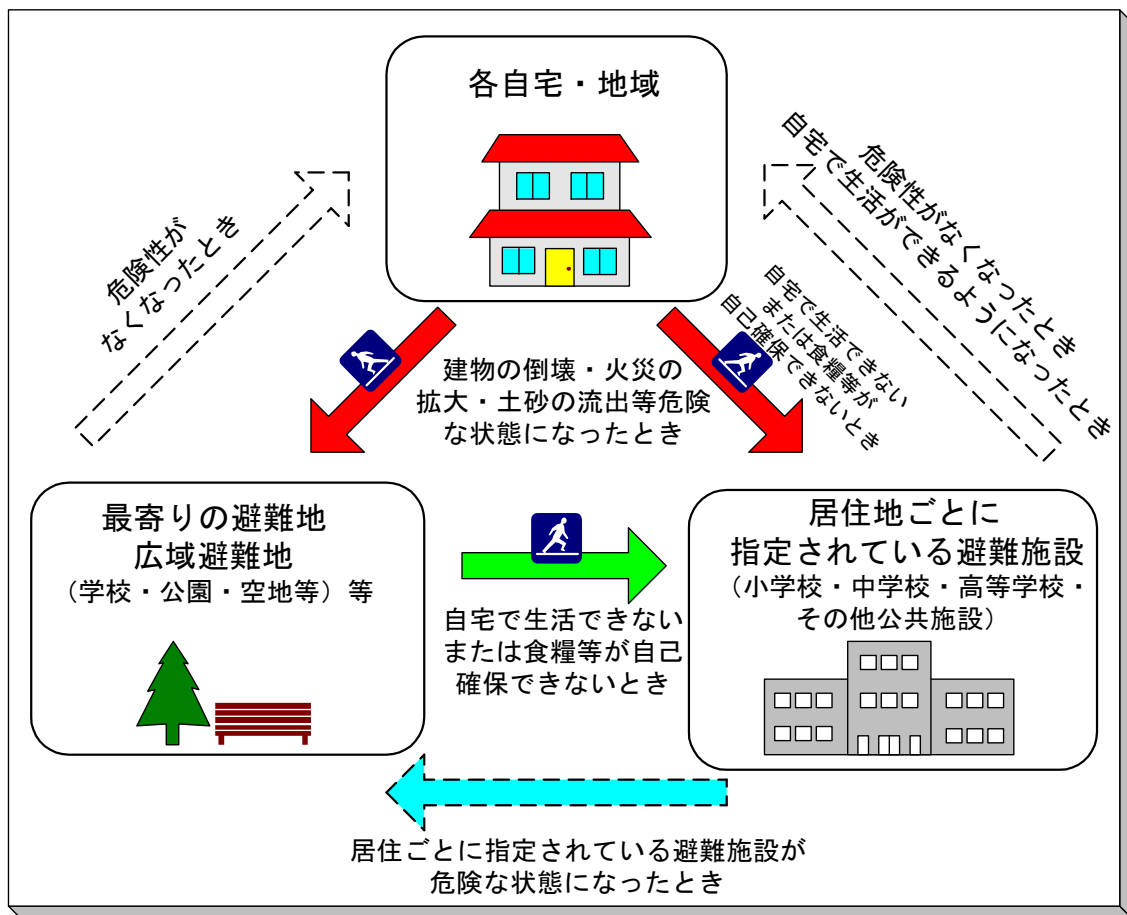 各自宅・地域
危険性が
なくなったとき
危険性がなくなったとき
自宅で生活ができるようになったとき
自宅で生活できない
または食糧等が
自己確保できないとき
建物の倒壊・火災の
拡大・土砂の流出等危険
な状態になったとき
最寄りの避難地
広域避難地
（学校・公園・空地等）等
自宅で生活できない
または食糧等が自己
確保できないとき
居住地ごとに
指定されている避難施設
（小学校・中学校・高等学校・
その他公共施設）
居住ごとに指定されている避難施設が
危険な状態になったとき